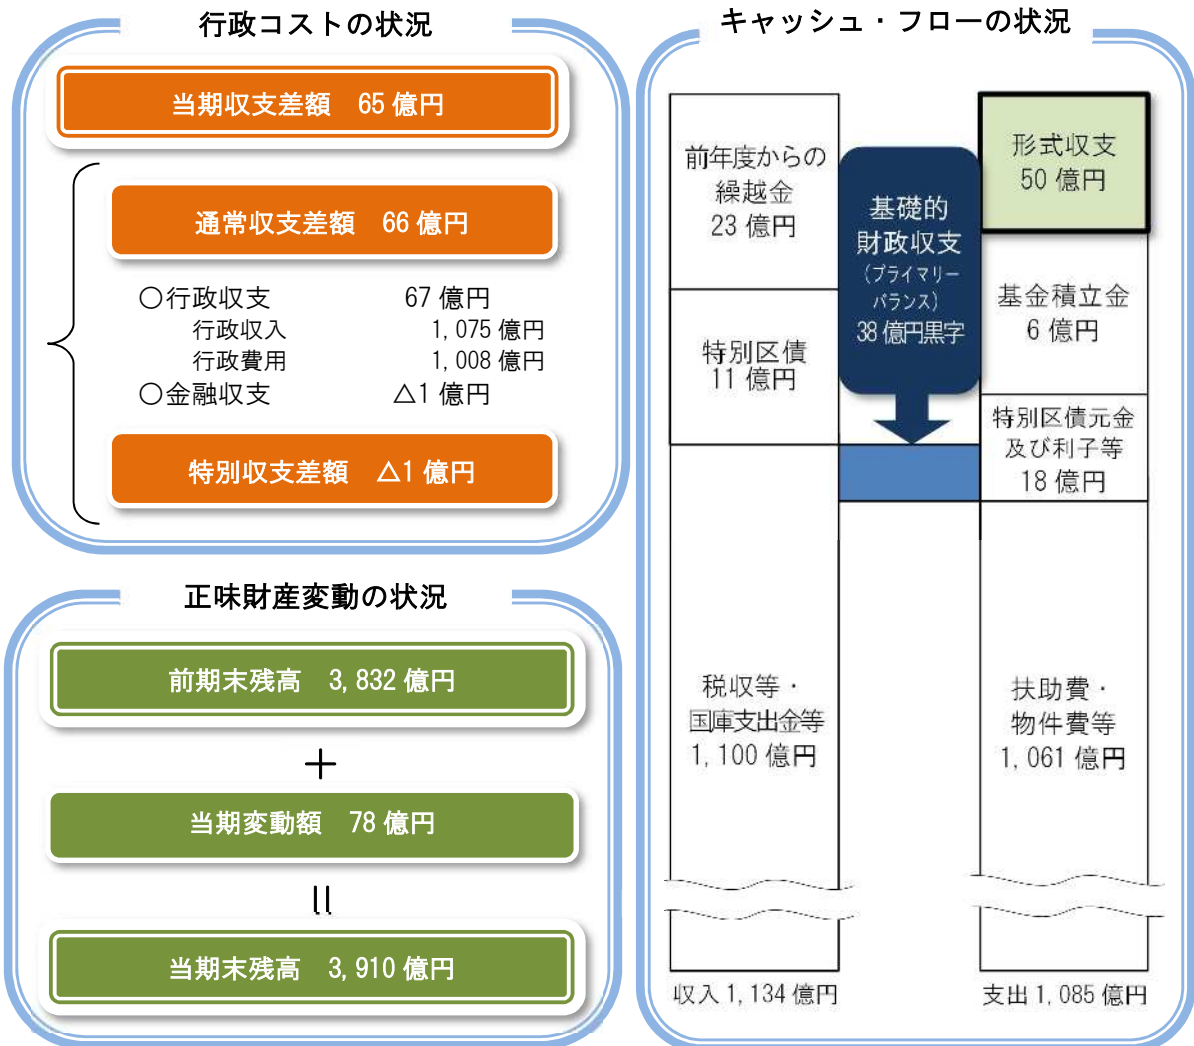 行政コストの状況
当期収支差額 65 億円
通常収支差額 66 億円
○行政収支 67 億円
行政収入 1,075 億円
行政費用 1,008 億円
○金融収支 △1 億円
特別収支差額 △1 億円
正味財産変動の状況
前期末残高 3,832 億円
＋
当期変動額 78 億円
＝
当期末残高 3,910 億円
キャッシュ・フローの状況
前年度からの
繰越金
23 億円
特別区債
11 億円
税収等・
国庫支出金等
1,100 億円
収入 1,134 億円
基礎的
財政収支
（プライマリー
バランス）
38 億円黒字
形式収支
50 億円
基金積立金
6 億円
特別区債元金
及び利子等
18 億円
扶助費・
物件費等
1,061 億円
支出 1,085 億円